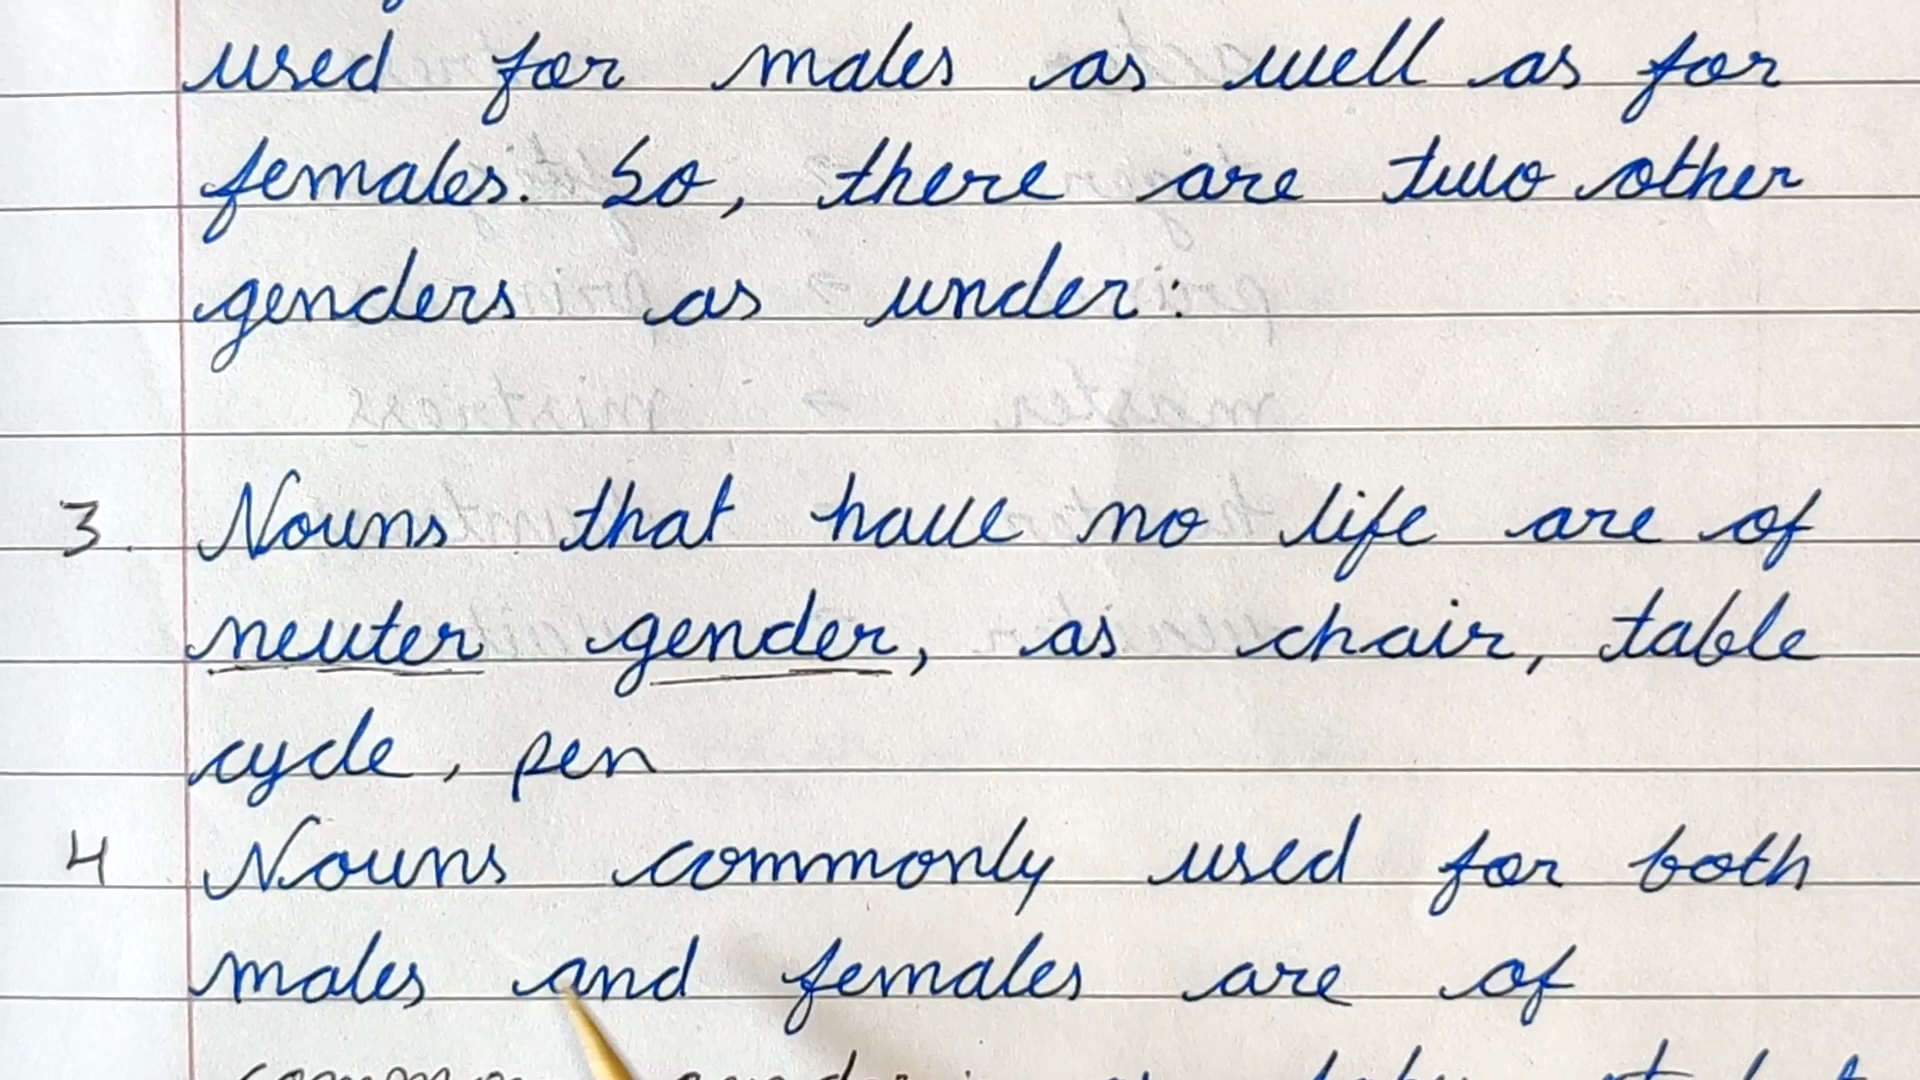 used for males as well as for
females. So, there are two other
genders as under:
3. Nouns that have no life are of
neuter gender, as chair, table
cycle, pen
4 Nouns commonly used for both
males and females are of